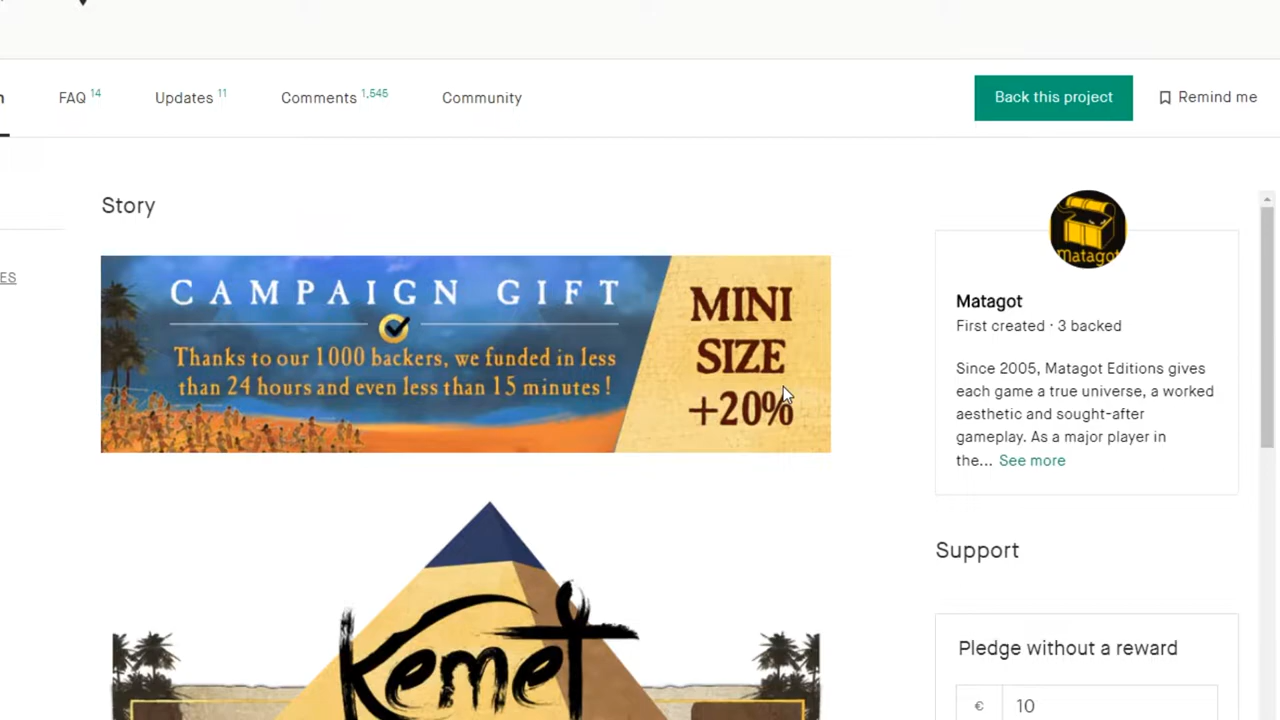 FAQ 14
Updates 11
Comments 1,545
Community
Back this project
Remind me
Story
ES
CAMPAIGN GIFT
Thanks to our 1000 backers, we funded in less
than 24 hours and even less than 15 minutes !
MINI
SIZE
+20%
Kemet
Matagot
Matagot
First created · 3 backed
Since 2005, Matagot Editions gives
each game a true universe, a worked
aesthetic and sought-after
gameplay. As a major player in
the... See more
Support
Pledge without a reward
€ 10